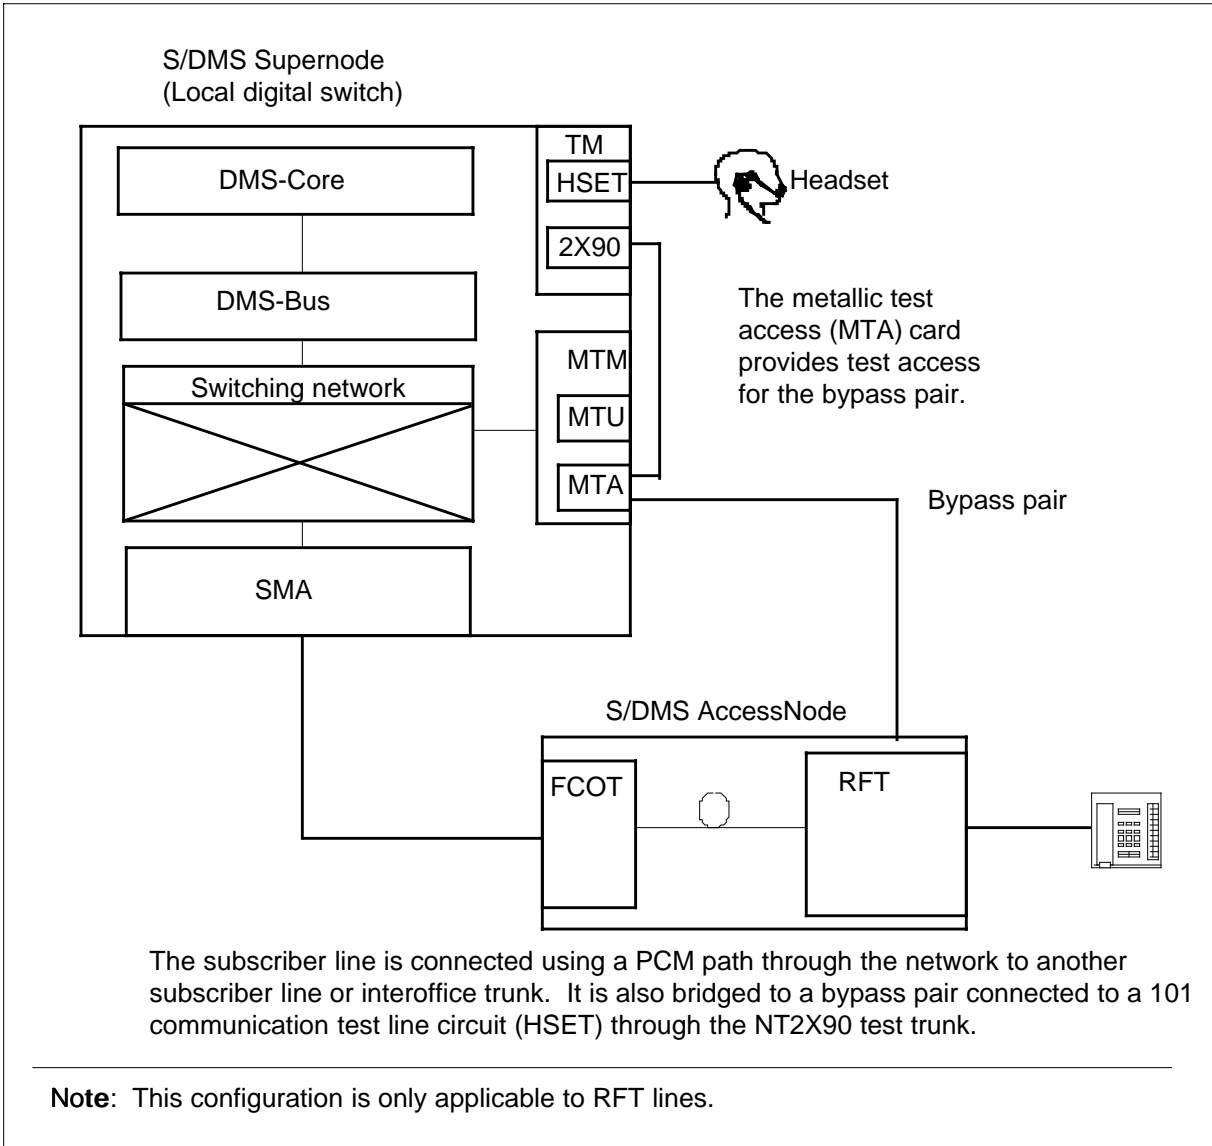 S/DMS Supernode
(Local digital switch)
TM
DMS-Core
HSET
Headset
2X90
DMS-Bus
The metallic test
access (MTA) card
provides test access
for the bypass pair.
MTM
Switching network
MTU
MTA
Bypass pair
SMA
S/DMS AccessNode
FCOT
RFT
The subscriber line is connected using a PCM path through the network to another
subscriber line or interoffice trunk. It is also bridged to a bypass pair connected to a 101
communication test line circuit (HSET) through the NT2X90 test trunk.
Note: This configuration is only applicable to RFT lines.